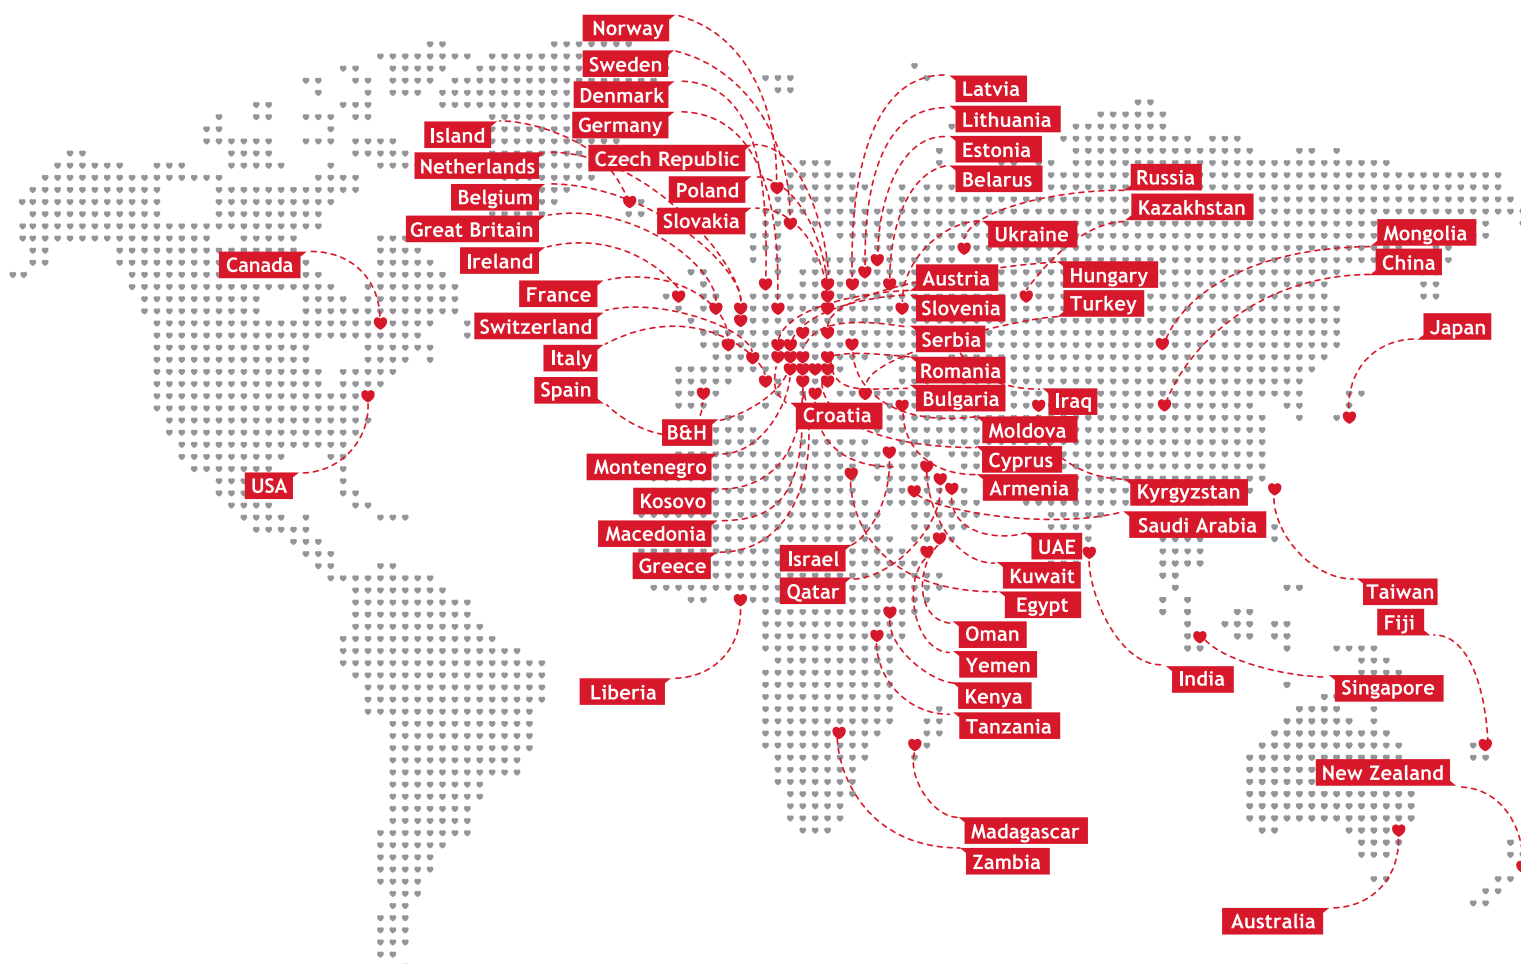 Norway
Sweden
Denmark
Germany
Island
Netherlands
Czech Republic
Belgium
Poland
Great Britain
Slovakia
Ireland
Canada
France
Switzerland
Italy
Spain
USA
B&H
Montenegro
Kosovo
Macedonia
Greece
Croatia
Israel
Qatar
Liberia
Latvia
Lithuania
Estonia
Belarus
Russia
Kazakhstan
Ukraine
Mongolia
China
Austria
Hungary
Slovenia
Turkey
Serbia
Japan
Romania
Bulgaria
Iraq
Moldova
Cyprus
Armenia
Kyrgyzstan
Saudi Arabia
UAE
Kuwait
Egypt
Oman
Yemen
Kenya
Tanzania
Taiwan
Fiji
India
Singapore
New Zealand
Madagascar
Zambia
Australia